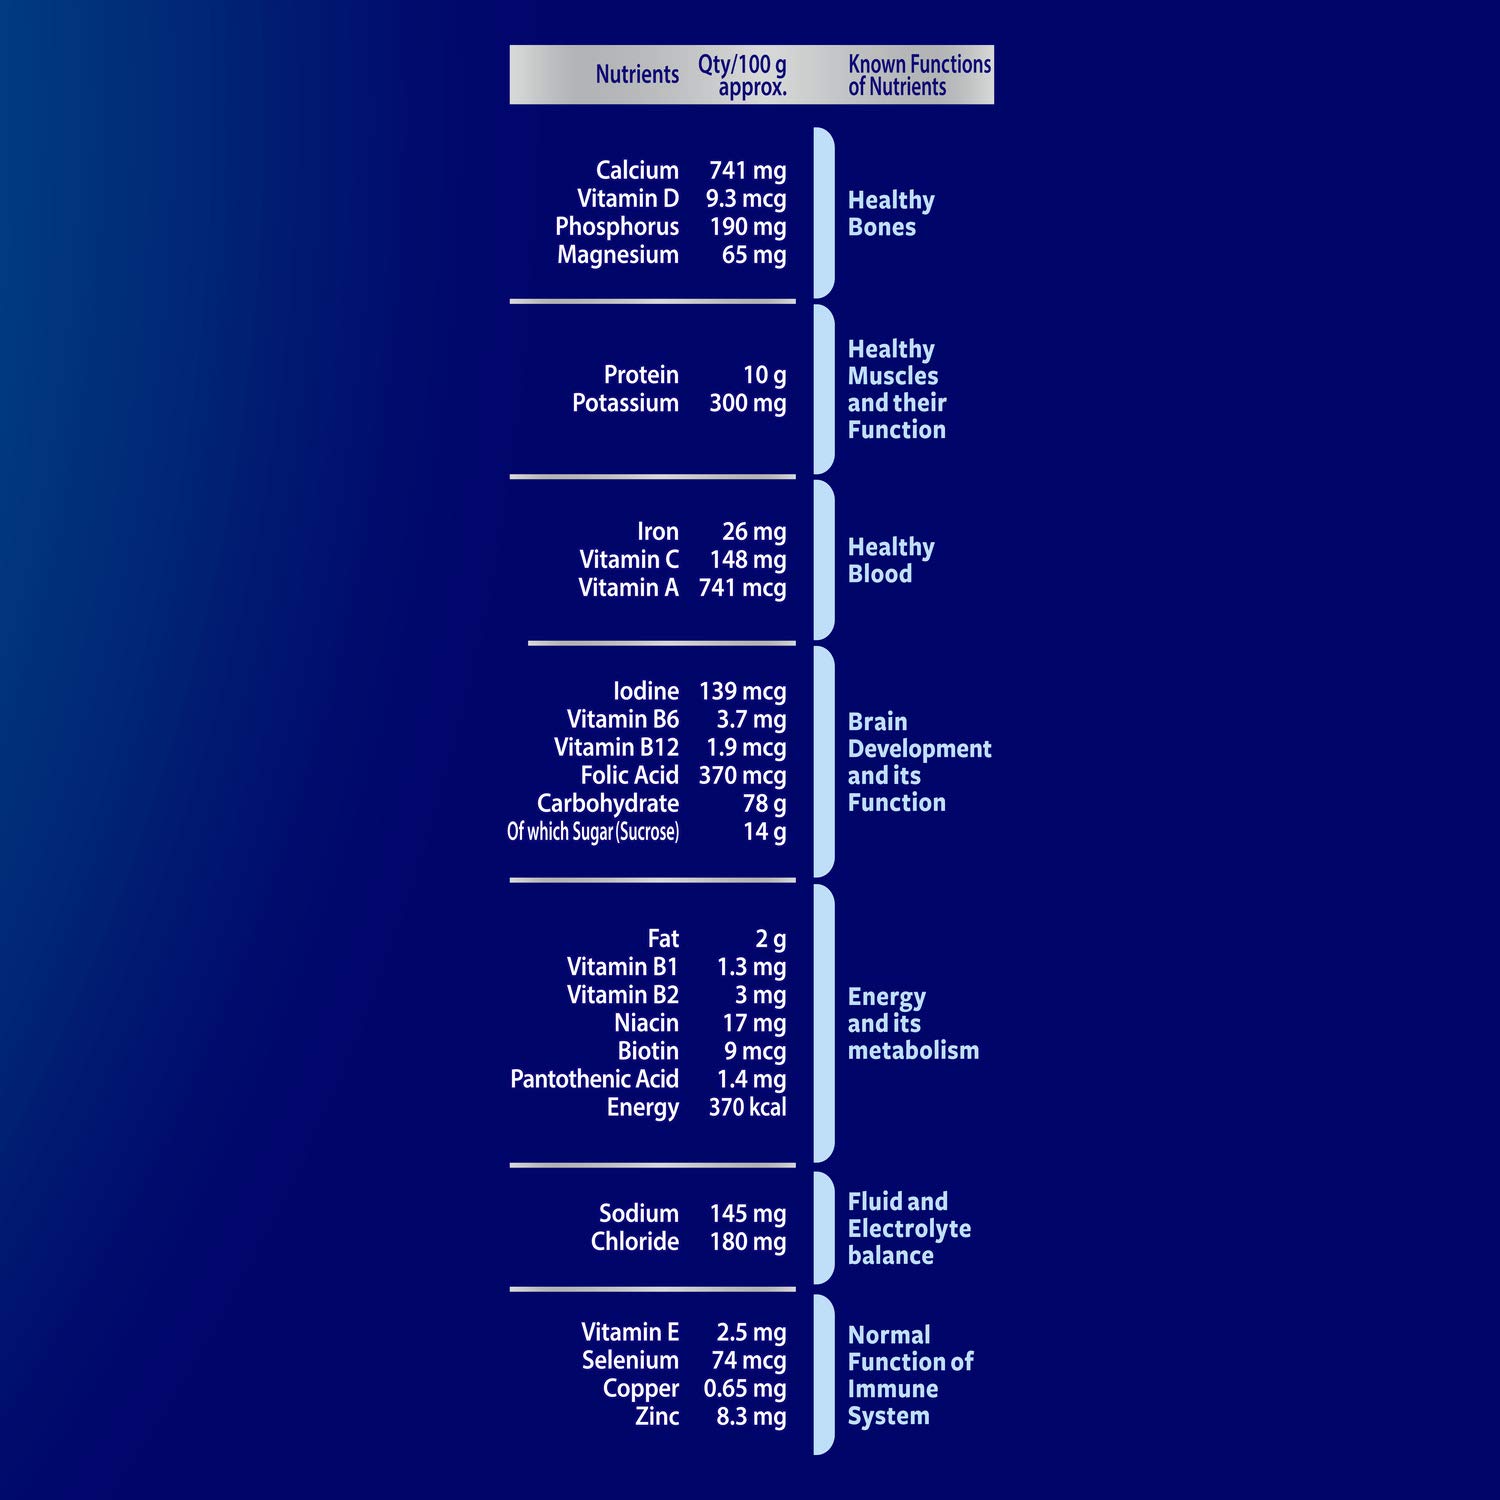 Nutrients Qty/100 g approx. Known Functions of Nutrients
Calcium 741 mg
Vitamin D 9.3 mcg
Phosphorus 190 mg
Magnesium 65 mg
Healthy
Bones
Protein 10 g
Potassium 300 mg
Healthy
Muscles
and their
Function
Iron 26 mg
Vitamin C 148 mg
Vitamin A 741 mcg
Healthy
Blood
Iodine 139 mcg
Vitamin B6 3.7 mg
Vitamin B12 1.9 mcg
Folic Acid 370 mcg
Carbohydrate 78 g
Of which Sugar (Sucrose) 14 g
Brain
Development
and its
Function
Fat 2 g
Vitamin B1 1.3 mg
Vitamin B2 3 mg
Niacin 17 mg
Biotin 9 mcg
Pantothenic Acid 1.4 mg
Energy 370 kcal
Energy
and its
metabolism
Sodium 145 mg
Chloride 180 mg
Fluid and
Electrolyte
balance
Vitamin E 2.5 mg
Selenium 74 mcg
Copper 0.65 mg
Zinc 8.3 mg
Normal
Function of
Immune
System